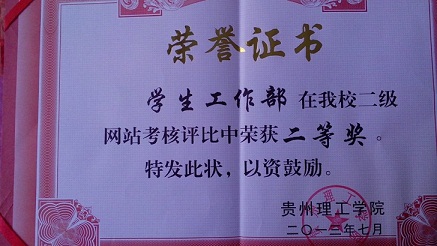 荣誉证书
学生工作部 在我校二级
网站考核评比中荣获 二等奖 。
特发此状，以资鼓励。
贵州理工学院
二〇一三年七月